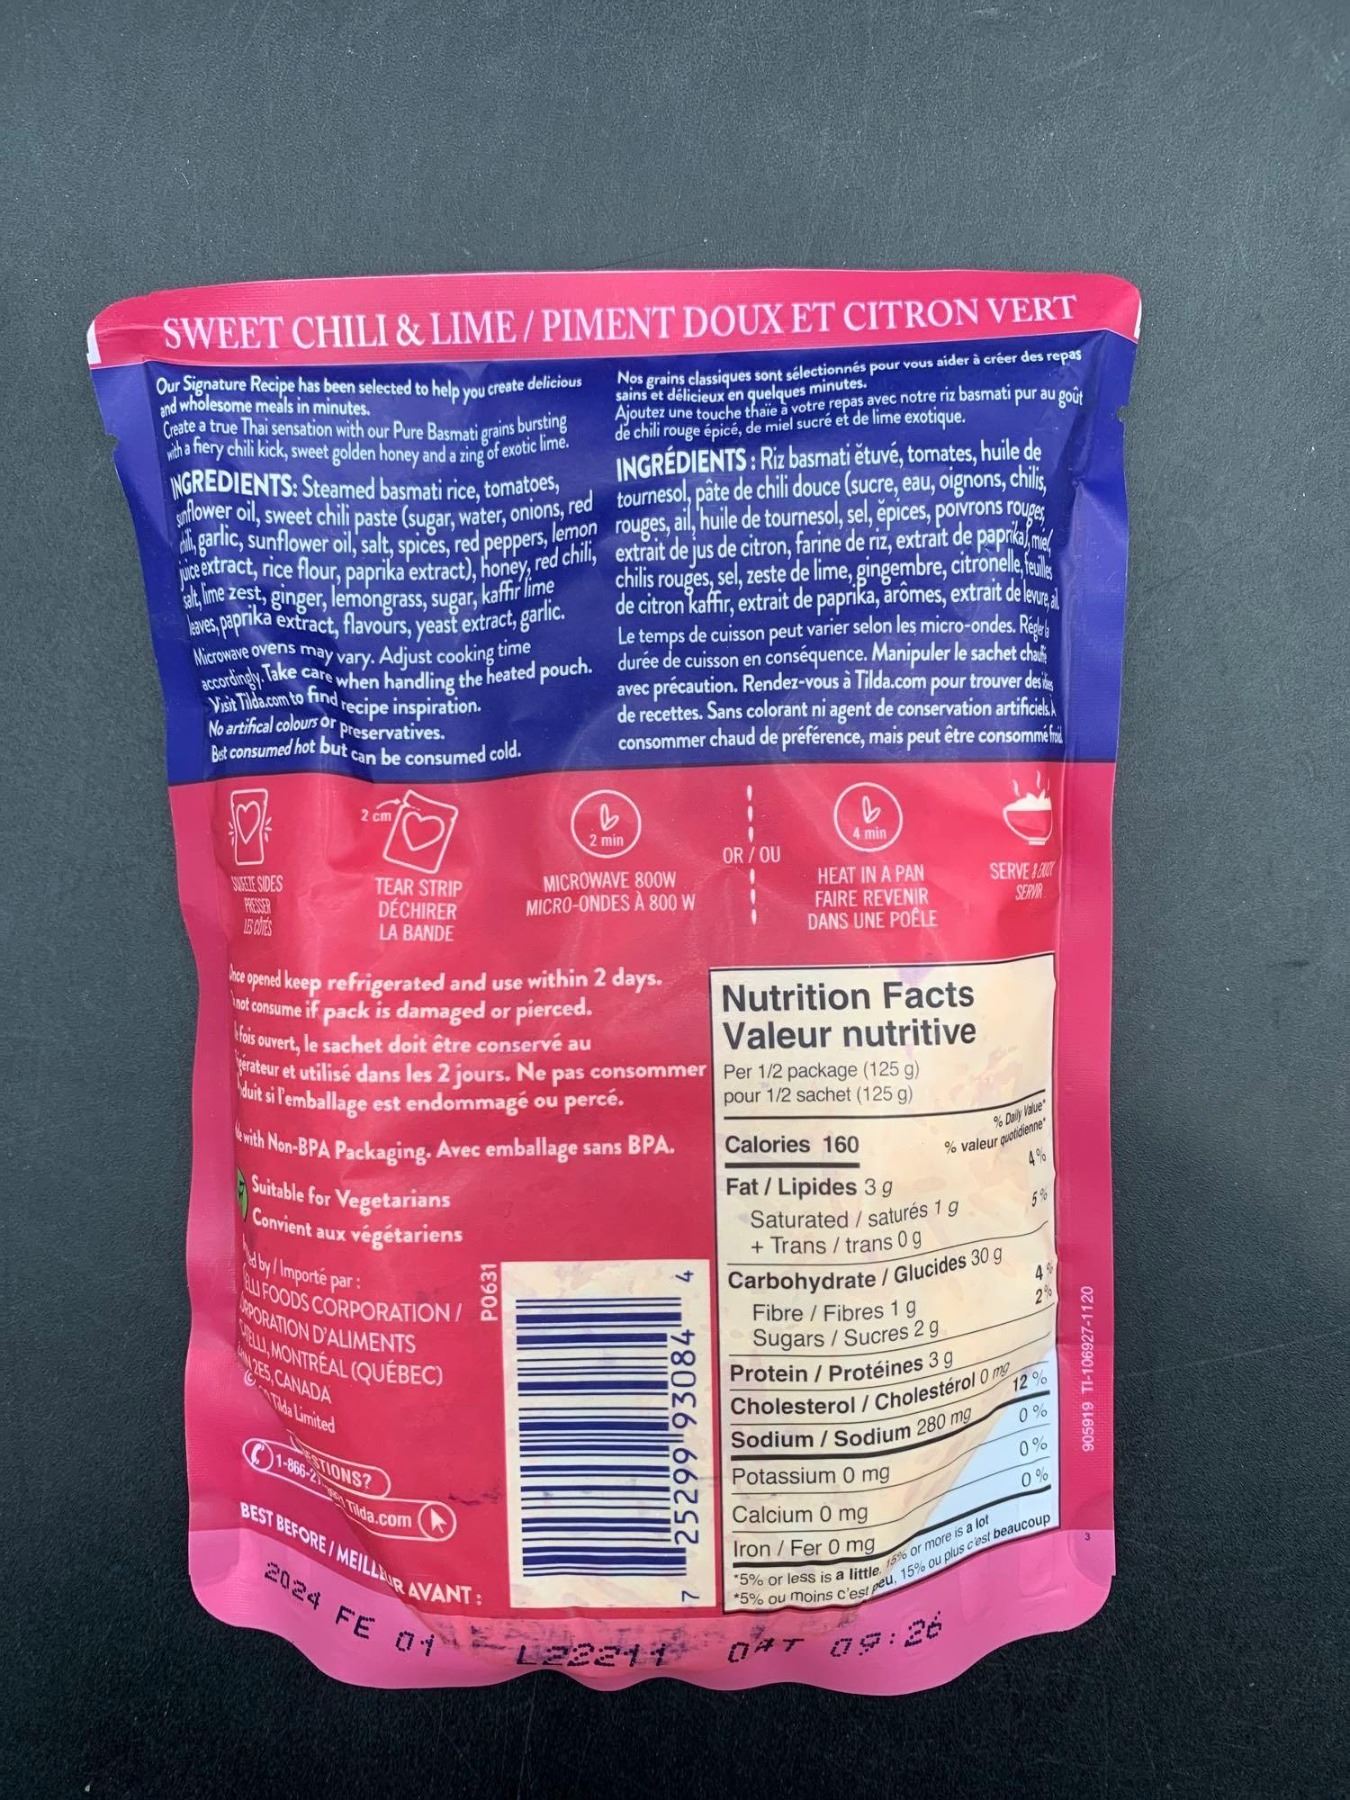 SWEET CHILI & LIME / PIMENT DOUX ET CITRON VERT
Our Signature Recipe has been selected to help you create delicious
and wholesome meals in minutes.
Create a true Thai sensation with our Pure Basmati grains bursting
with a fiery chili kick, sweet golden honey and a zing of exotic lime.
INGREDIENTS: Steamed basmati rice, tomatoes,
sunflower oil, sweet chili paste (sugar, water, onions, red
chili, garlic, sunflower oil, salt, spices, red peppers, lemon
juice extract, rice flour, paprika extract), honey, red chili,
salt, lime zest, ginger, lemongrass, sugar, kaffir lime
leaves, paprika extract, flavours, yeast extract, garlic.
Microwave ovens may vary. Adjust cooking time
accordingly. Take care when handling the heated pouch.
Visit Tilda.com to find recipe inspiration.
No artifical colours or preservatives.
Best consumed hot but can be consumed cold.
Nos grains classiques sont sélectionnés pour vous aider à créer des repas
sains et délicieux en quelques minutes.
Ajoutez une touche thaïe à votre repas avec notre riz basmati pur au goût
de chili rouge épicé, de miel sucré et de lime exotique.
INGRÉDIENTS : Riz basmati étuvé, tomates, huile de
tournesol, pâte de chili douce (sucre, eau, oignons, chilis,
rouges, ail, huile de tournesol, sel, épices, poivrons rouges,
extrait de jus de citron, farine de riz, extrait de paprika), miel,
chilis rouges, sel, zeste de lime, gingembre, citronelle, feuilles
de citron kaffir, extrait de paprika, arômes, extrait de levure, ail.
Le temps de cuisson peut varier selon les micro-ondes. Régler la
durée de cuisson en conséquence. Manipuler le sachet chauffé
avec précaution. Rendez-vous à Tilda.com pour trouver des idées
de recettes. Sans colorant ni agent de conservation artificiels. À
consommer chaud de préférence, mais peut être consommé froid.
SQUEEZE SIDES
PRESSER
LES CÔTÉS
2 cm
TEAR STRIP
DÉCHIRER
LA BANDE
2 min
MICROWAVE 800W
MICRO-ONDES À 800 W
OR / OU
4 min
HEAT IN A PAN
FAIRE REVENIR
DANS UNE POÊLE
SERVE & ENJOY
SERVIR
Once opened keep refrigerated and use within 2 days.
not consume if pack is damaged or pierced.
fois ouvert, le sachet doit être conservé au
et utilisé dans les 2 jours. Ne pas consommer
si l'emballage est endommagé ou percé.
with Non-BPA Packaging. Avec emballage sans BPA.
Suitable for Vegetarians
Convient aux végétariens
by / Importé par :
FOODS CORPORATION /
D'ALIMENTS
MONTRÉAL (QUÉBEC)
2E5, CANADA
© Tilda Limited
QUESTIONS?
1-866-2
Tilda.com
BEST BEFORE / MEILLEUR AVANT :
P0631
7 25299 93084 4
Nutrition Facts
Valeur nutritive
Per 1/2 package (125 g)
pour 1/2 sachet (125 g)
% Daily Value*
% valeur quotidienne*
Calories 160
Fat / Lipides 3 g 4 %
Saturated / saturés 1 g 5 %
+ Trans / trans 0 g
Carbohydrate / Glucides 30 g
Fibre / Fibres 1 g 4 %
Sugars / Sucres 2 g 2 %
Protein / Protéines 3 g
Cholesterol / Cholestérol 0 mg
Sodium / Sodium 280 mg 12 %
Potassium 0 mg 0 %
Calcium 0 mg 0 %
Iron / Fer 0 mg 0 %
*5% or less is a little, 15% or more is a lot
*5% ou moins c'est peu, 15% ou plus c'est beaucoup
905919 TI-106927-1120
3
2024 FE 01 L22211 04T 09:26